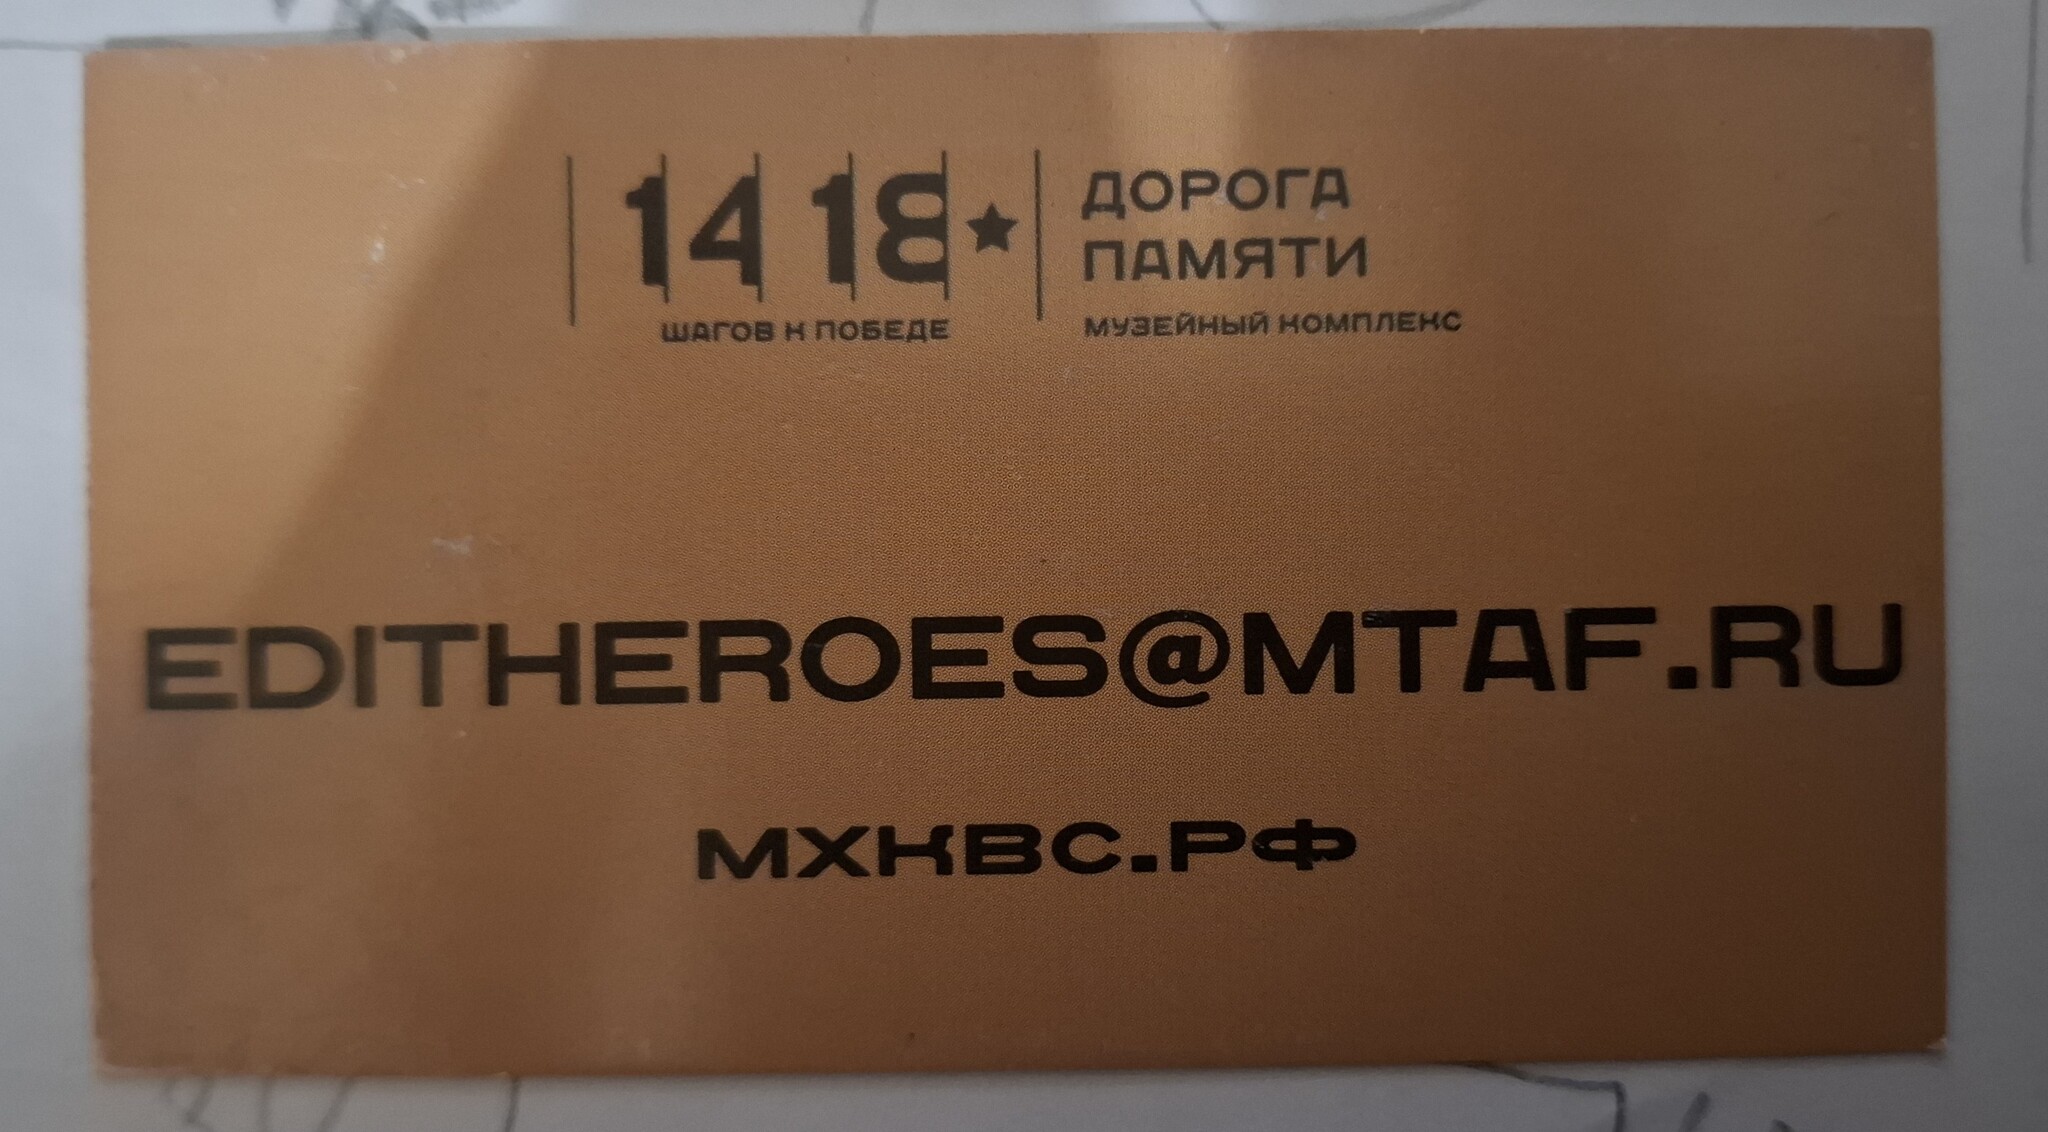 1418
ШАГОВ К ПОБЕДЕ
ДОРОГА
ПАМЯТИ
МУЗЕЙНЫЙ КОМПЛЕКС
EDITHEROES@MTAF.RU
МХКВС.РФ